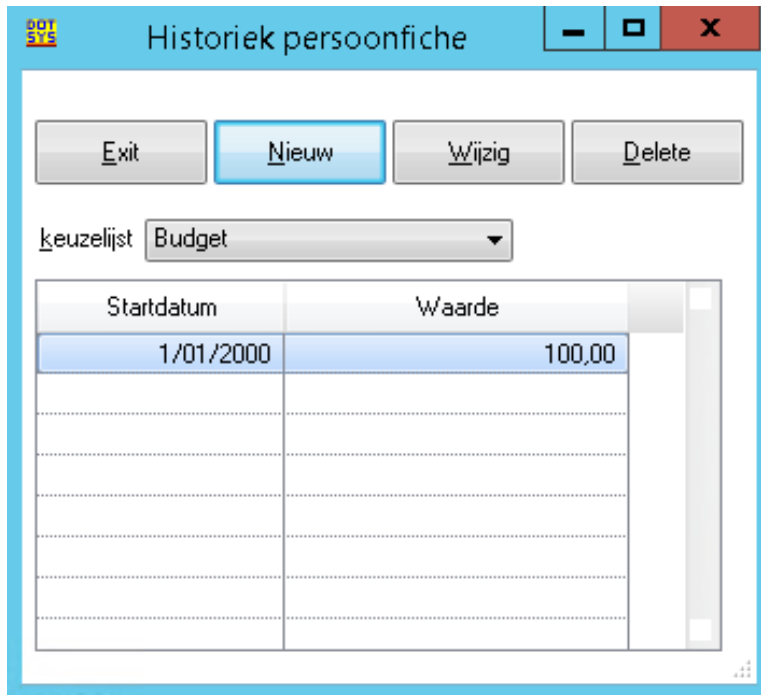 DOT
SYS
Historiek persoonfiche
Exit Nieuw Wijzig Delete
keuzelijst Budget
Startdatum Waarde
1/01/2000 100,00